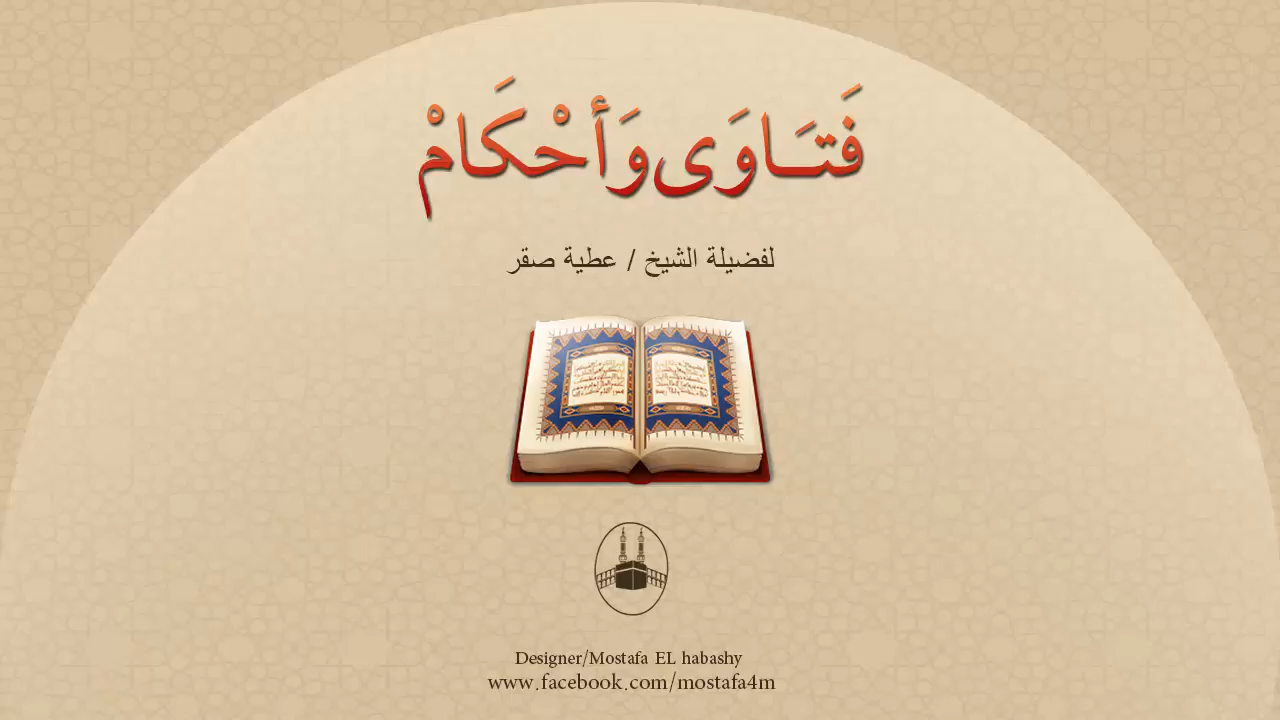 فَتَاوَى وَأَحْكَامْ
لفضيلة الشيخ / عطية صقر
Designer/Mostafa EL habashy
www.facebook.com/mostafa4m